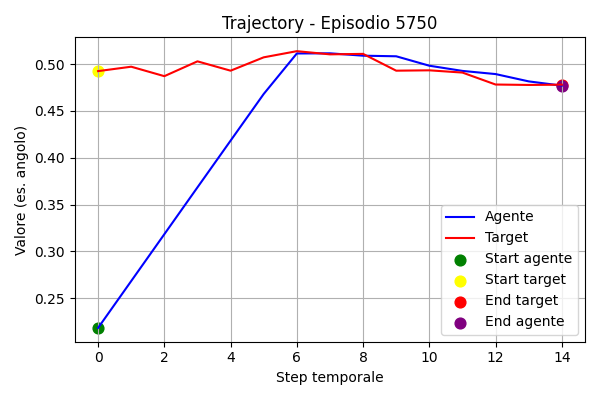 Trajectory - Episodio 5750
Valore (es. angolo)
0.50
0.45
0.40
0.35
0.30
0.25
0 2 4 6 8 10 12 14
Step temporale
Agente
Target
Start agente
Start target
End target
End agente